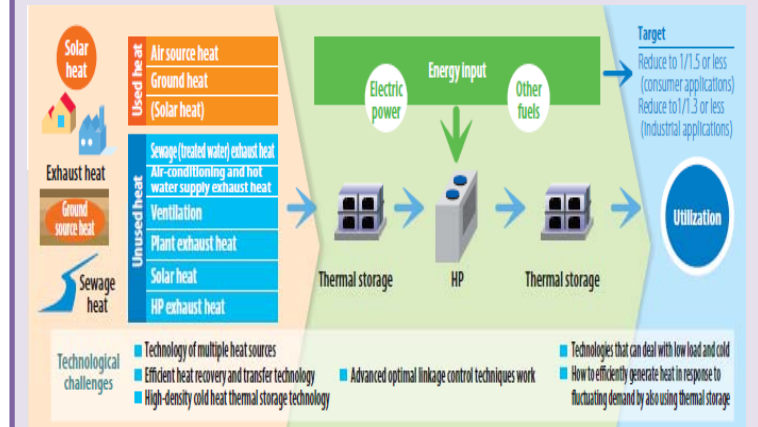 Solar
heat
Exhaust heat
Ground
source heat
Sewage
heat
Used heat
Air source heat
Ground heat
(Solar heat)
Unused heat
Sewage (treated water) exhaust heat
Air-conditioning and hot
water supply exhaust heat
Ventilation
Plant exhaust heat
Solar heat
HP exhaust heat
Energy input
Electric
power
Other
fuels
Thermal storage
HP
Thermal storage
Target
Reduce to 1/1.5 or less
(consumer applications)
Reduce to1/1.3 or less
(industrial applications)
Utilization
Technological
challenges
Technology of multiple heat sources
Efficient heat recovery and transfer technology
High-density cold heat thermal storage technology
Advanced optimal linkage control techniques work
Technologies that can deal with low load and cold
How to efficiently generate heat in response to
fluctuating demand by also using thermal storage